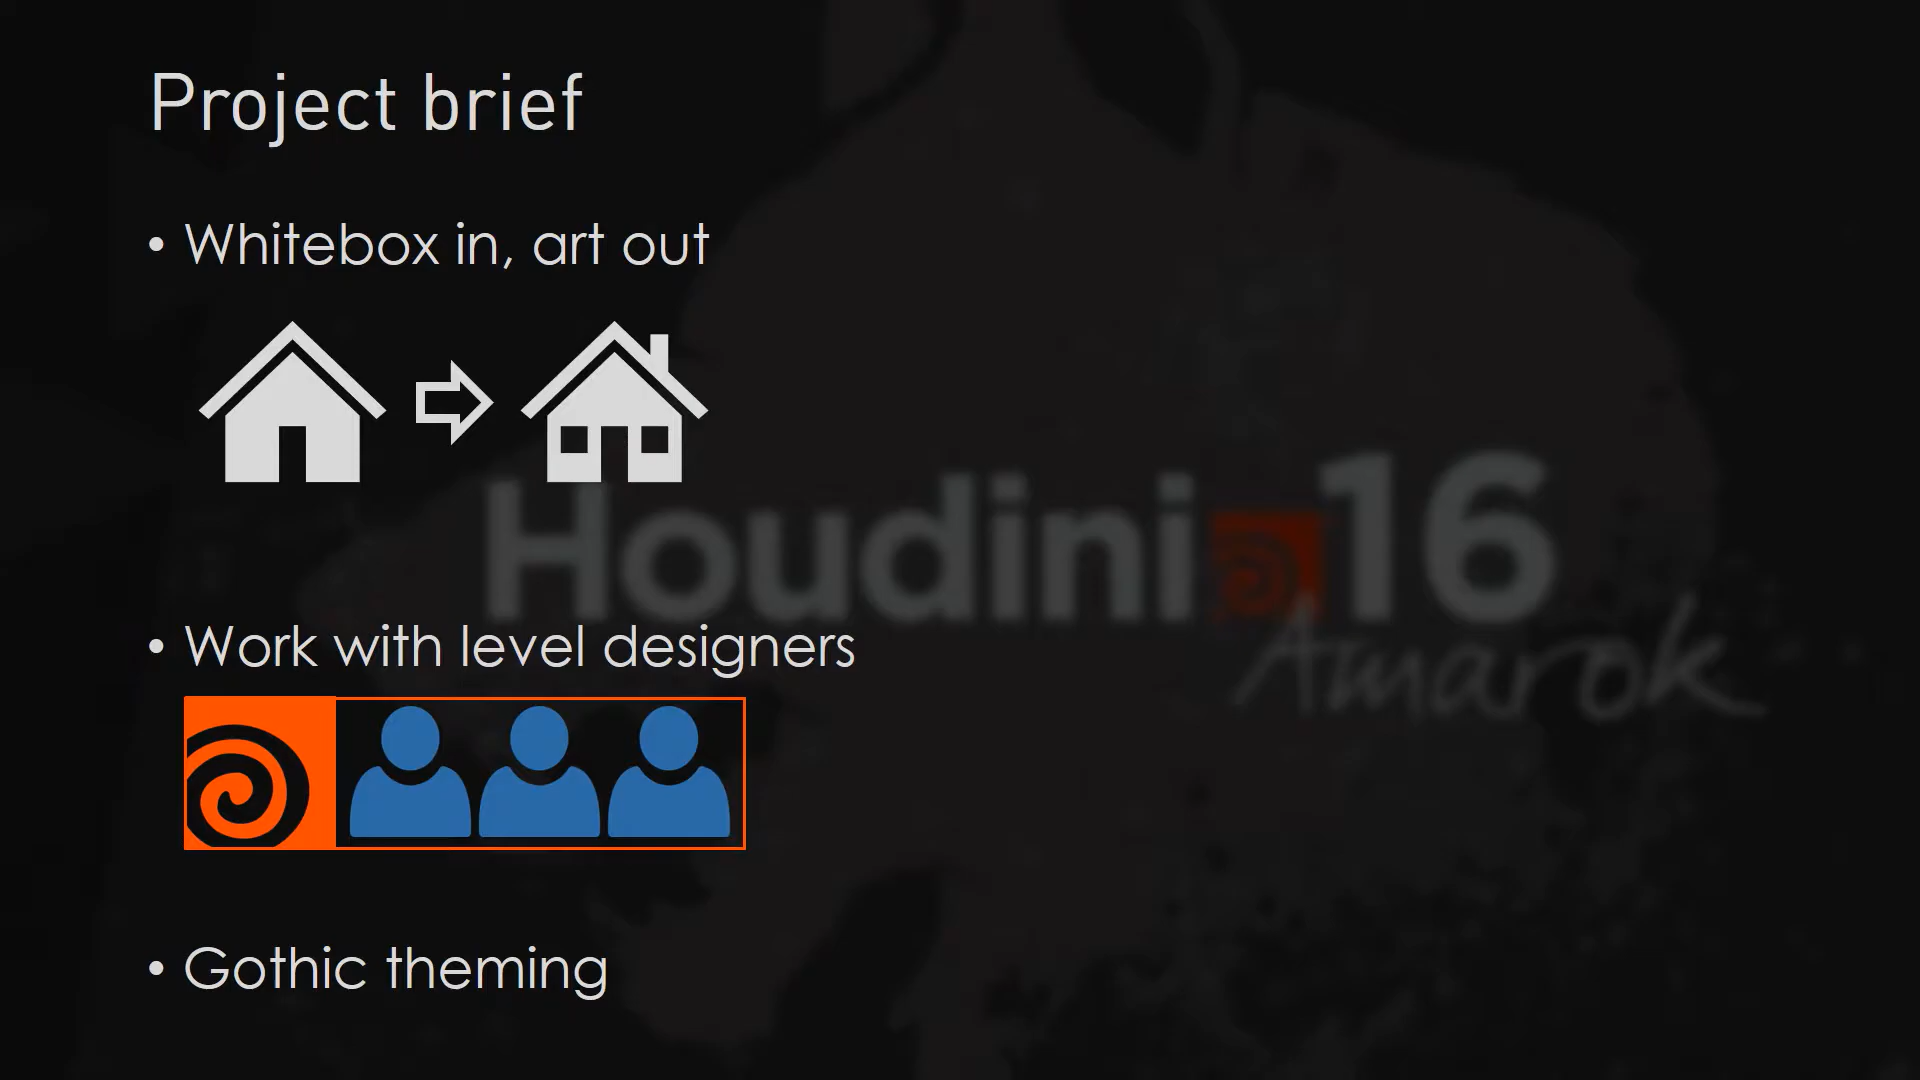 Project brief
• Whitebox in, art out
Houdini 16
Amarok
• Work with level designers
• Gothic theming